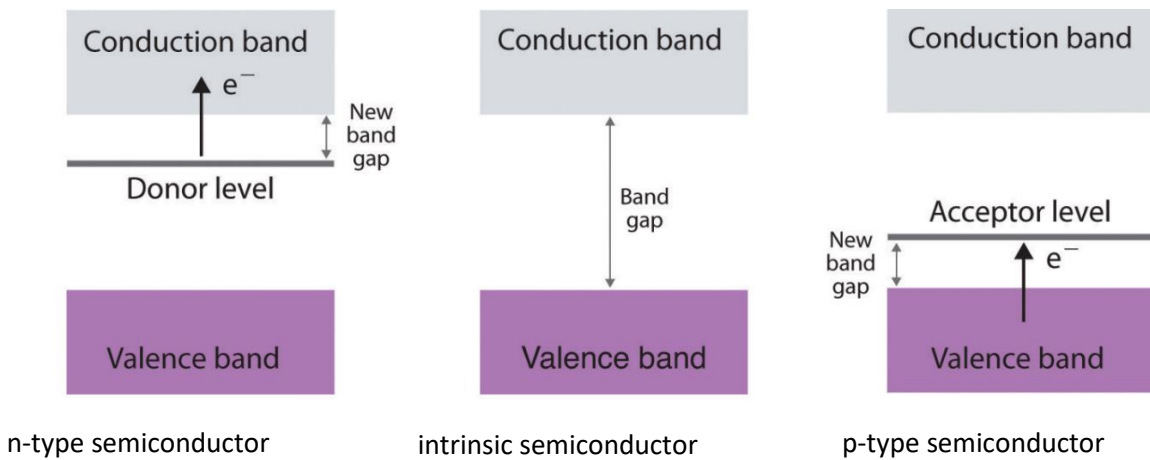 Conduction band
e⁻
New
band
gap
Donor level
Valence band
n-type semiconductor
Conduction band
Band
gap
Valence band
intrinsic semiconductor
Conduction band
Acceptor level
New
band
gap
e⁻
Valence band
p-type semiconductor